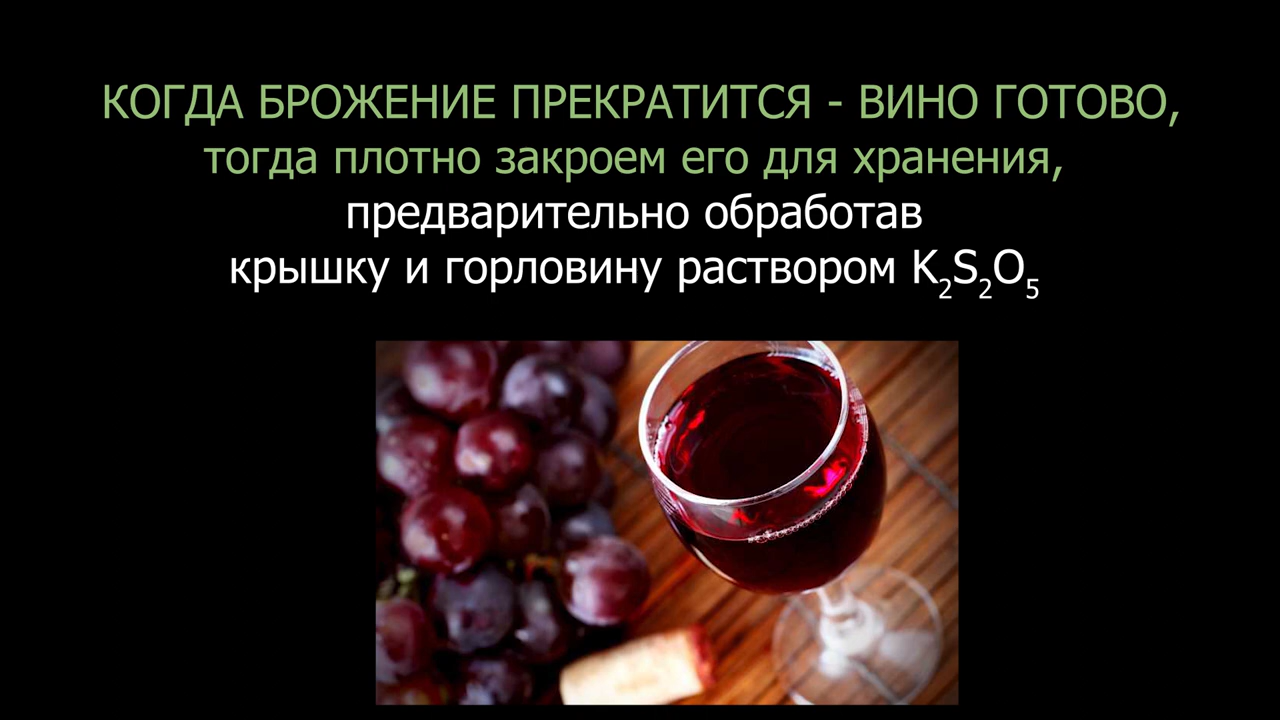 КОГДА БРОЖЕНИЕ ПРЕКРАТИТСЯ - ВИНО ГОТОВО,
тогда плотно закроем его для хранения,
предварительно обработав
крышку и горловину раствором K₂S₂O₅